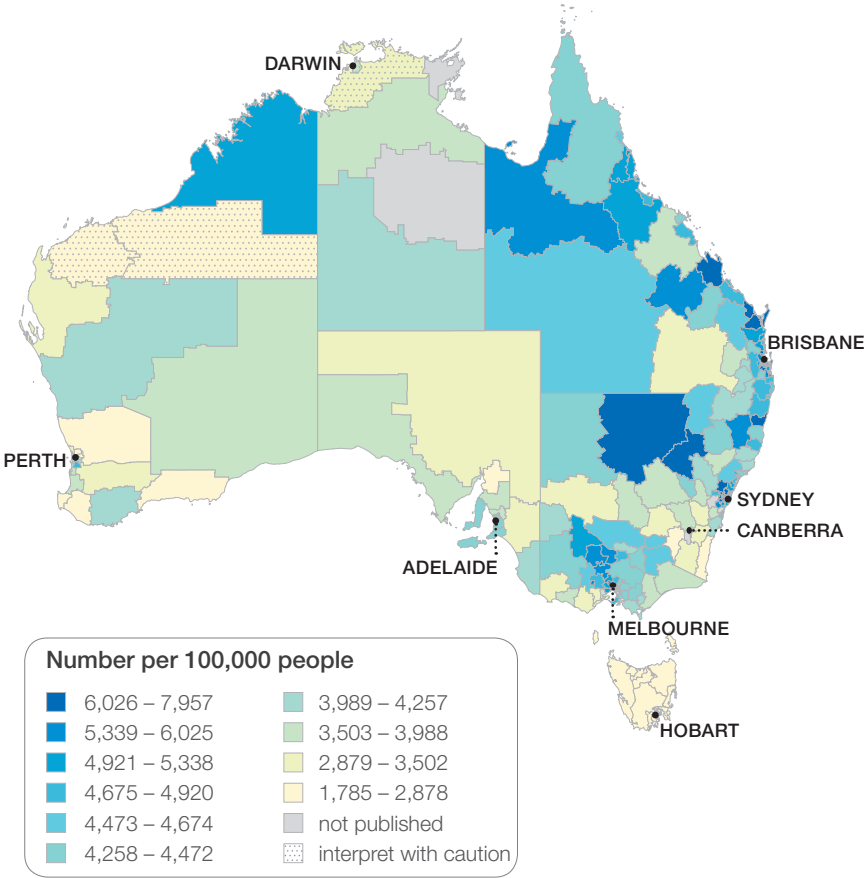 DARWIN
BRISBANE
PERTH
SYDNEY
CANBERRA
ADELAIDE
MELBOURNE
HOBART
Number per 100,000 people
6,026 – 7,957
5,339 – 6,025
4,921 – 5,338
4,675 – 4,920
4,473 – 4,674
4,258 – 4,472
3,989 – 4,257
3,503 – 3,988
2,879 – 3,502
1,785 – 2,878
not published
interpret with caution